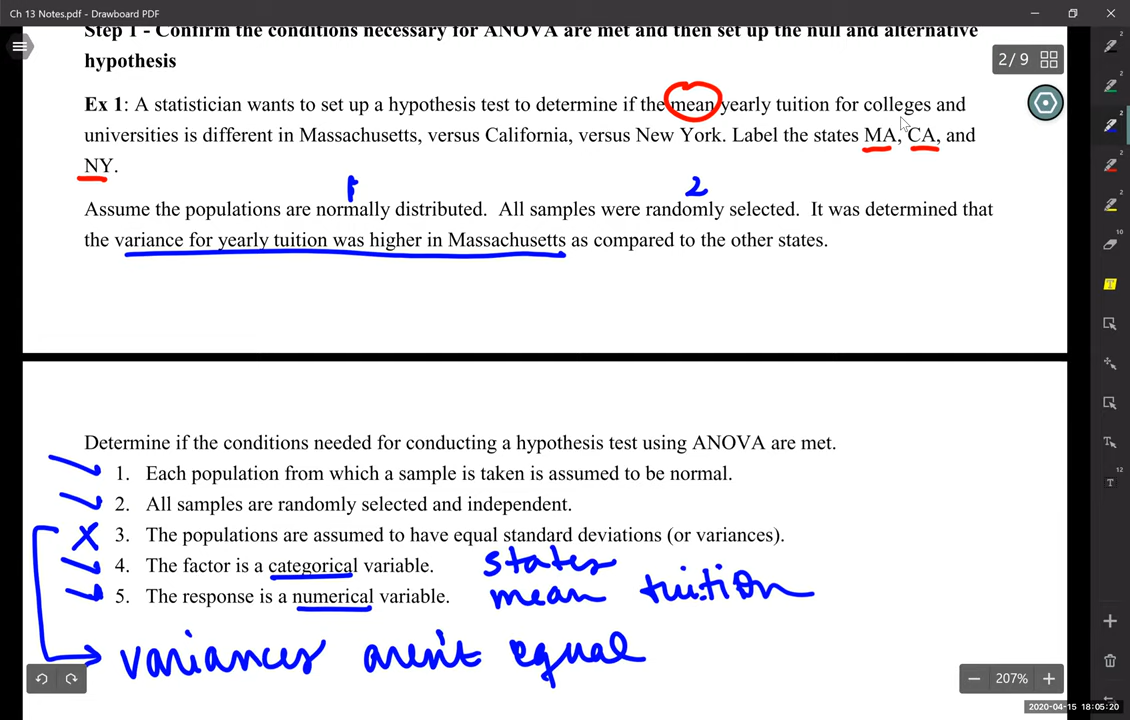 Ch 13 Notes.pdf - Drawboard PDF
Step 1 - Confirm the conditions necessary for ANOVA are met and then set up the null and alternative
hypothesis
2/9
Ex 1: A statistician wants to set up a hypothesis test to determine if the mean yearly tuition for colleges and
universities is different in Massachusetts, versus California, versus New York. Label the states MA, CA, and
NY.
1 2
Assume the populations are normally distributed. All samples were randomly selected. It was determined that
the variance for yearly tuition was higher in Massachusetts as compared to the other states.
Determine if the conditions needed for conducting a hypothesis test using ANOVA are met.
1. Each population from which a sample is taken is assumed to be normal.
2. All samples are randomly selected and independent.
X 3. The populations are assumed to have equal standard deviations (or variances).
4. The factor is a categorical variable. states
5. The response is a numerical variable. mean tuition
variances aren't equal
207%
2020-04-15 18:05:20
2
2
2
2
2
10
T
T
12
T